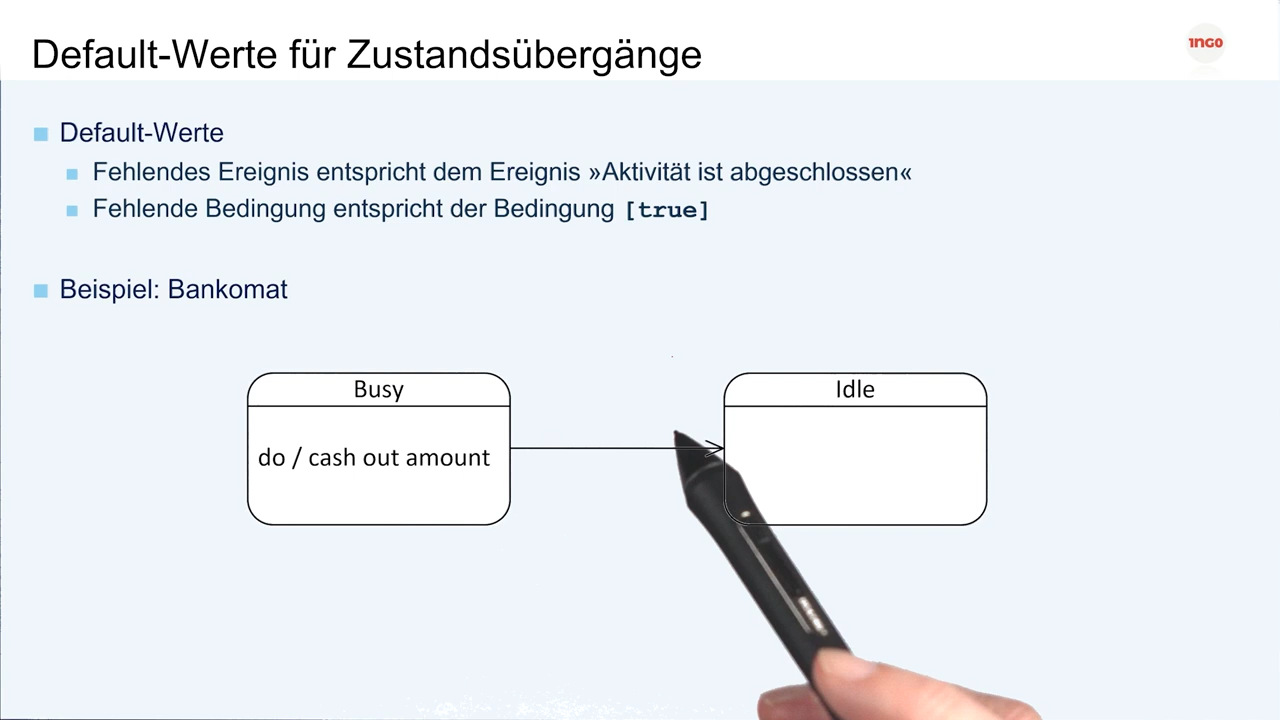 Default-Werte für Zustandsübergänge
1NGO
Default-Werte
Fehlendes Ereignis entspricht dem Ereignis »Aktivität ist abgeschlossen«
Fehlende Bedingung entspricht der Bedingung [true]
Beispiel: Bankomat
Busy
Idle
do / cash out amount